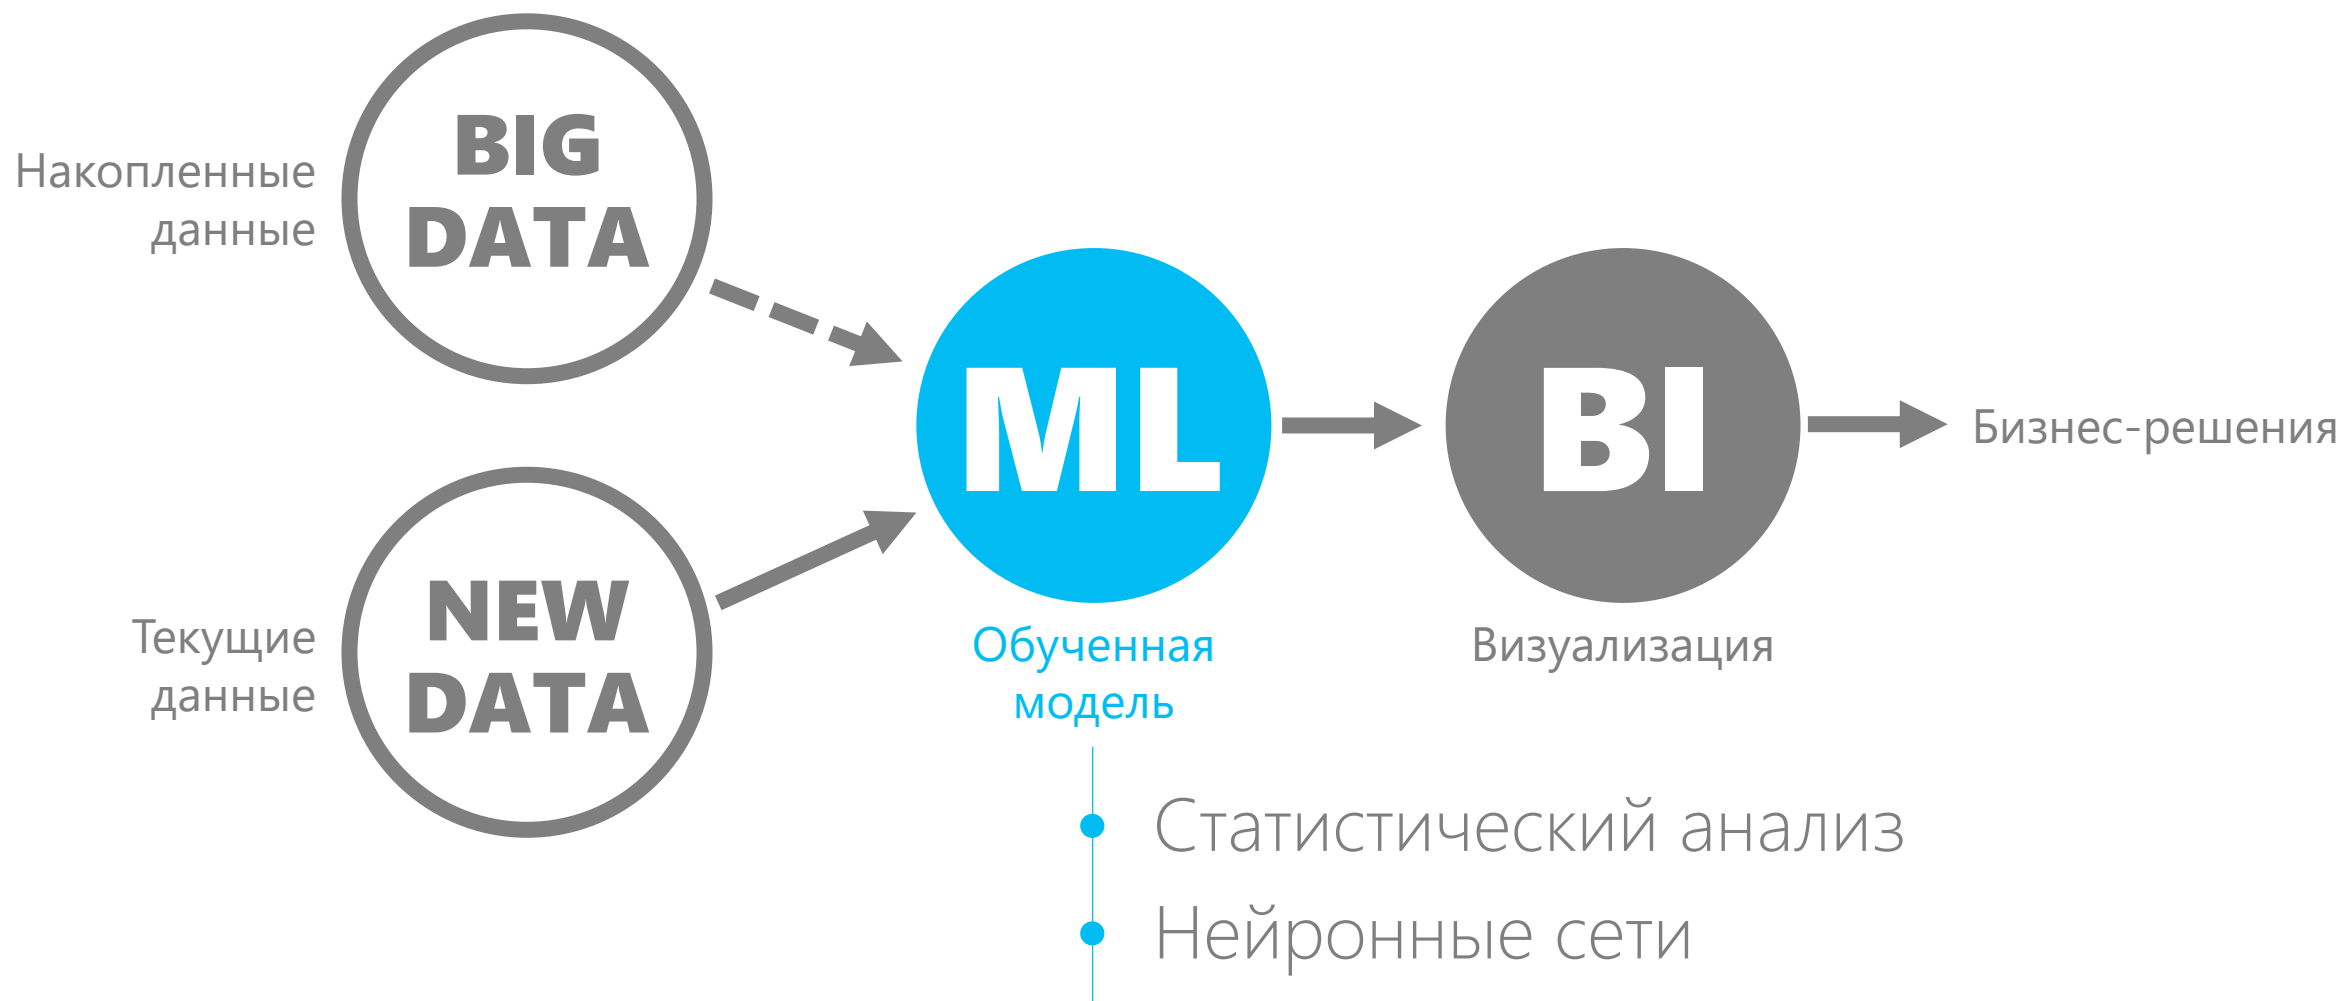 Накопленные
данные
BIG
DATA
Текущие
данные
NEW
DATA
ML
Обученная
модель
BI
Визуализация
Бизнес-решения
Статистический анализ
Нейронные сети